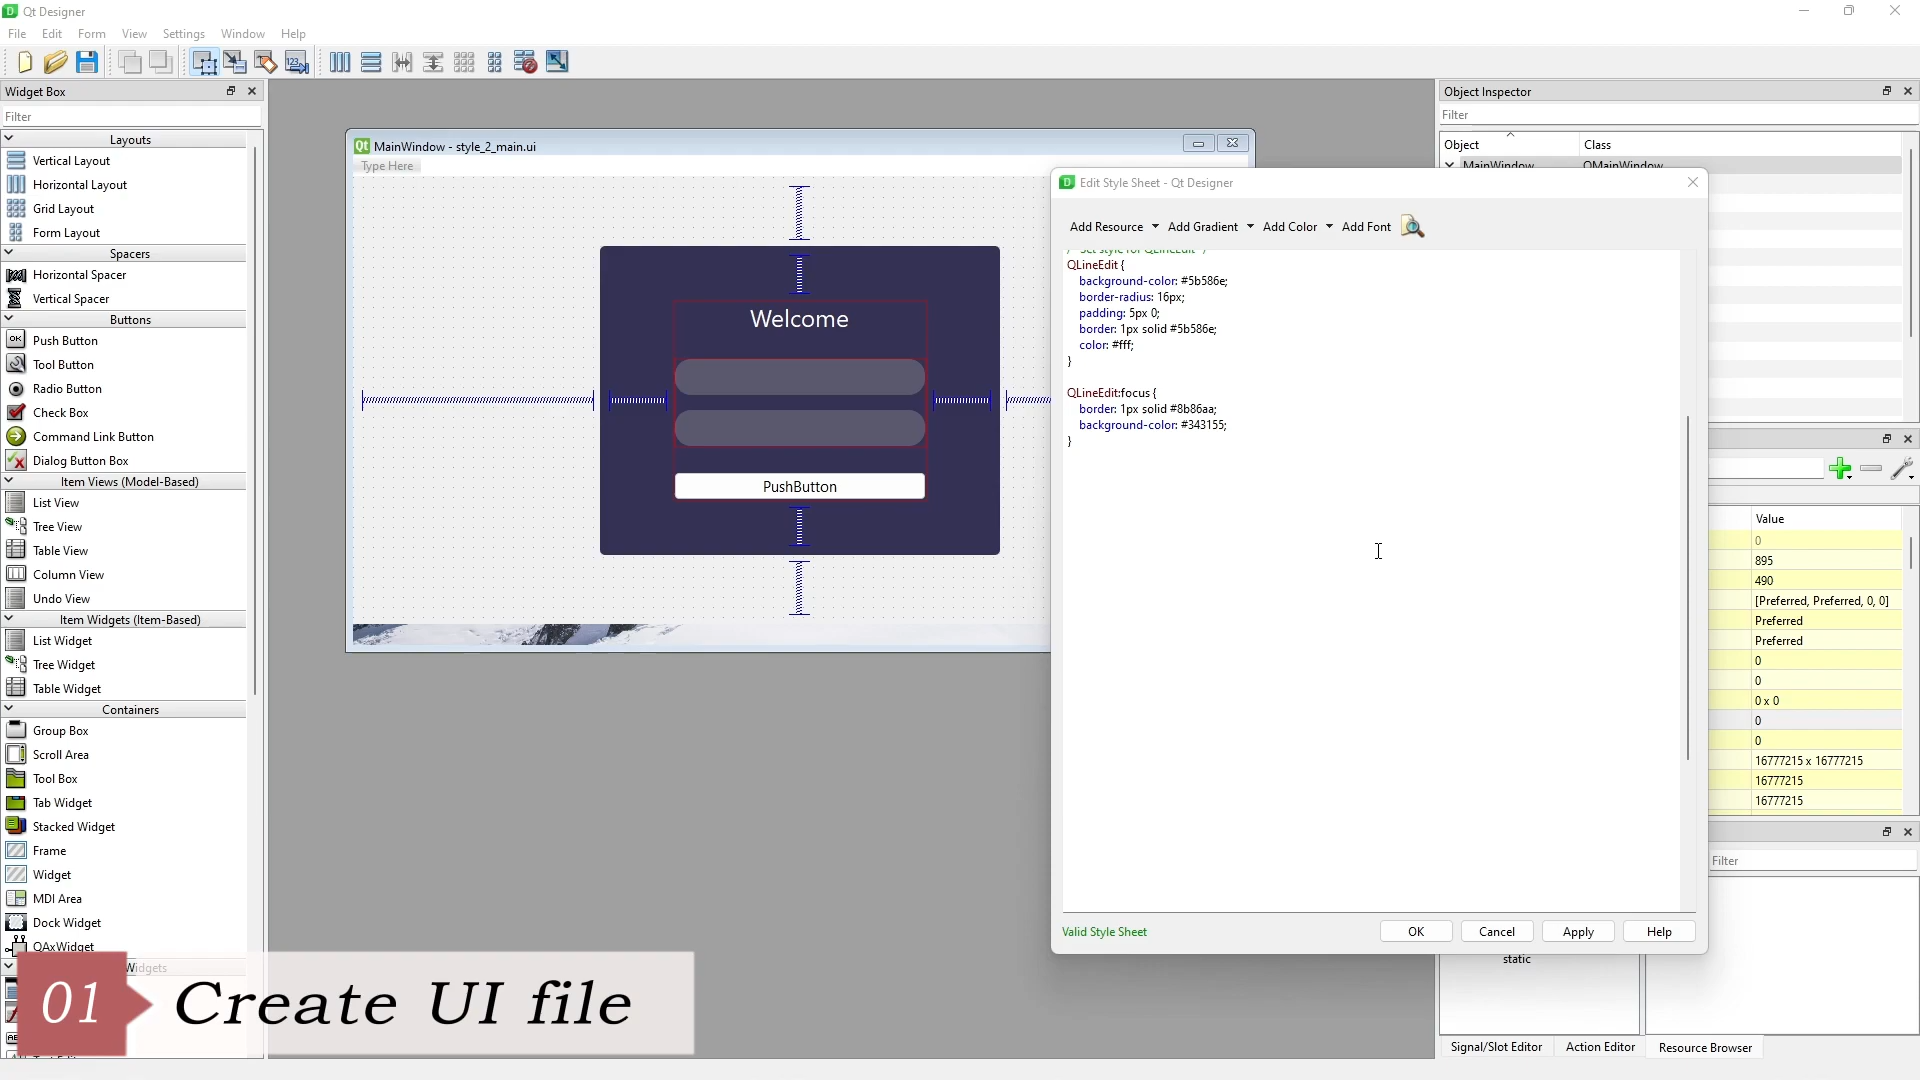 Qt Designer
File Edit Form View Settings Window Help
Widget Box
Filter
Layouts
Vertical Layout
Horizontal Layout
Grid Layout
Form Layout
Spacers
Horizontal Spacer
Vertical Spacer
Buttons
Push Button
Tool Button
Radio Button
Check Box
Command Link Button
Dialog Button Box
Item Views (Model-Based)
List View
Tree View
Table View
Column View
Undo View
Item Widgets (Item-Based)
List Widget
Tree Widget
Table Widget
Containers
Group Box
Scroll Area
Tool Box
Tab Widget
Stacked Widget
Frame
Widget
MDI Area
Dock Widget
QAxWidget
Widgets
01 Create UI file
MainWindow - style_2_main.ui
Type Here
Welcome
PushButton
Edit Style Sheet - Qt Designer
Add Resource Add Gradient Add Color Add Font
QLineEdit {
background-color: #5b586e;
border-radius: 16px;
padding: 5px 0;
border: 1px solid #5b586e;
color: #fff;
}
QLineEdit:focus {
border: 1px solid #8b86aa;
background-color: #343155;
}
Valid Style Sheet
OK Cancel Apply Help
Object Inspector
Filter
Object Class
MainWindow QMainWindow
Value
0
895
490
[Preferred, Preferred, 0, 0]
Preferred
Preferred
0
0
0 x 0
0
0
16777215 x 16777215
16777215
16777215
Filter
static
Signal/Slot Editor Action Editor Resource Browser